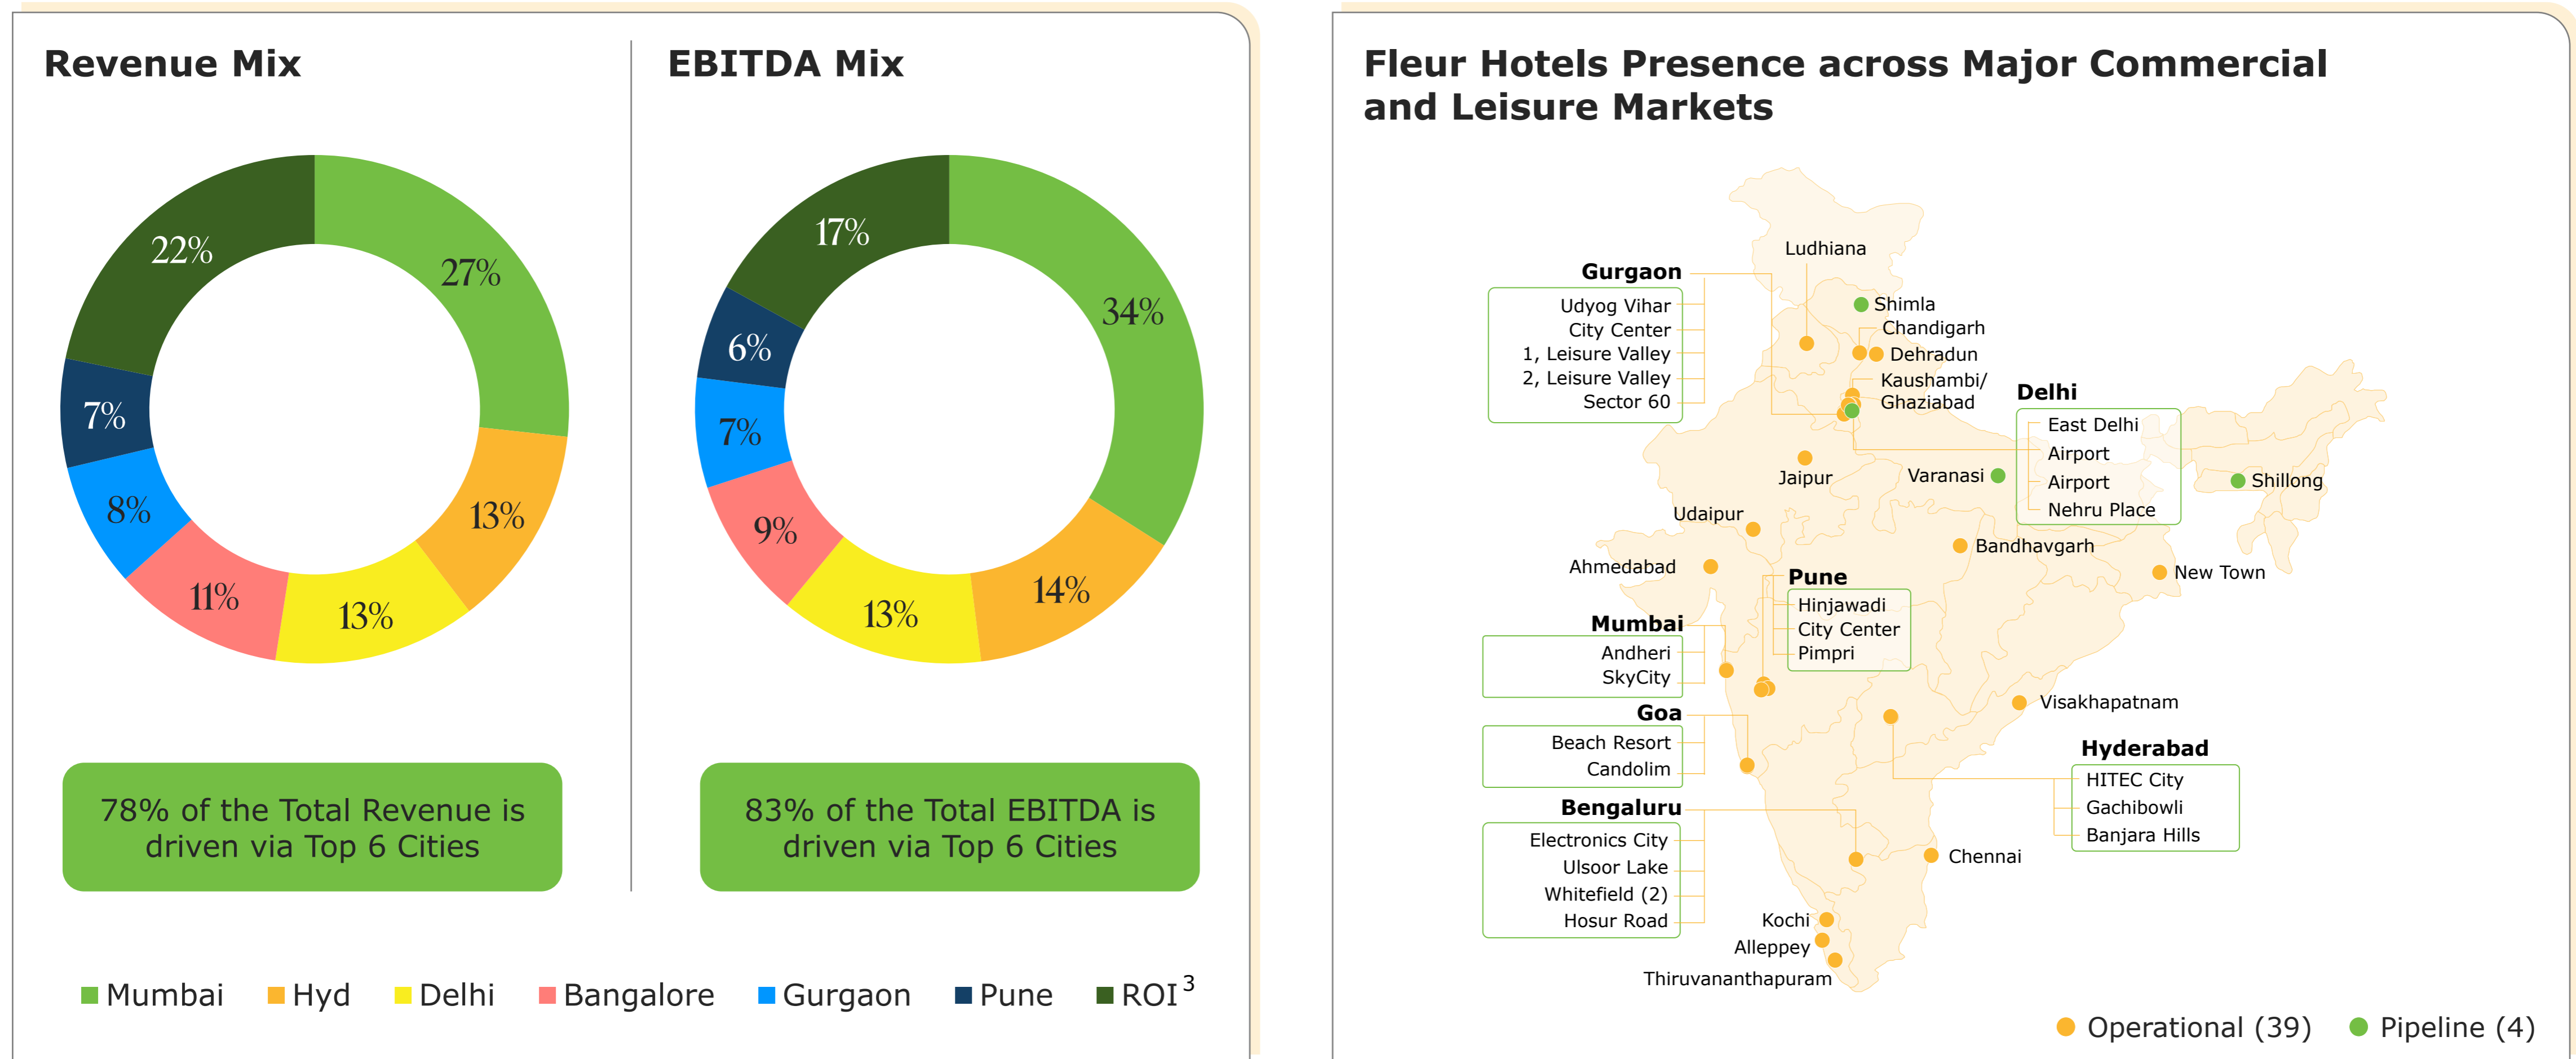 Revenue Mix
22%
27%
7%
13%
8%
11%
13%
78% of the Total Revenue is
driven via Top 6 Cities
EBITDA Mix
17%
34%
6%
7%
9%
14%
13%
83% of the Total EBITDA is
driven via Top 6 Cities
Mumbai
Hyd
Delhi
Bangalore
Gurgaon
Pune
ROI3
Fleur Hotels Presence across Major Commercial
and Leisure Markets
Ludhiana
Gurgaon
Udyog Vihar
City Center
1, Leisure Valley
2, Leisure Valley
Sector 60
Shimla
Chandigarh
Dehradun
Kaushambi/
Ghaziabad
Delhi
East Delhi
Airport
Airport
Nehru Place
Jaipur
Varanasi
Shillong
Udaipur
Bandhavgarh
Ahmedabad
New Town
Pune
Hinjawadi
City Center
Pimpri
Mumbai
Andheri
SkyCity
Goa
Beach Resort
Candolim
Visakhapatnam
Hyderabad
HITEC City
Gachibowli
Banjara Hills
Bengaluru
Electronics City
Ulsoor Lake
Whitefield (2)
Hosur Road
Chennai
Kochi
Alleppey
Thiruvananthapuram
Operational (39)
Pipeline (4)